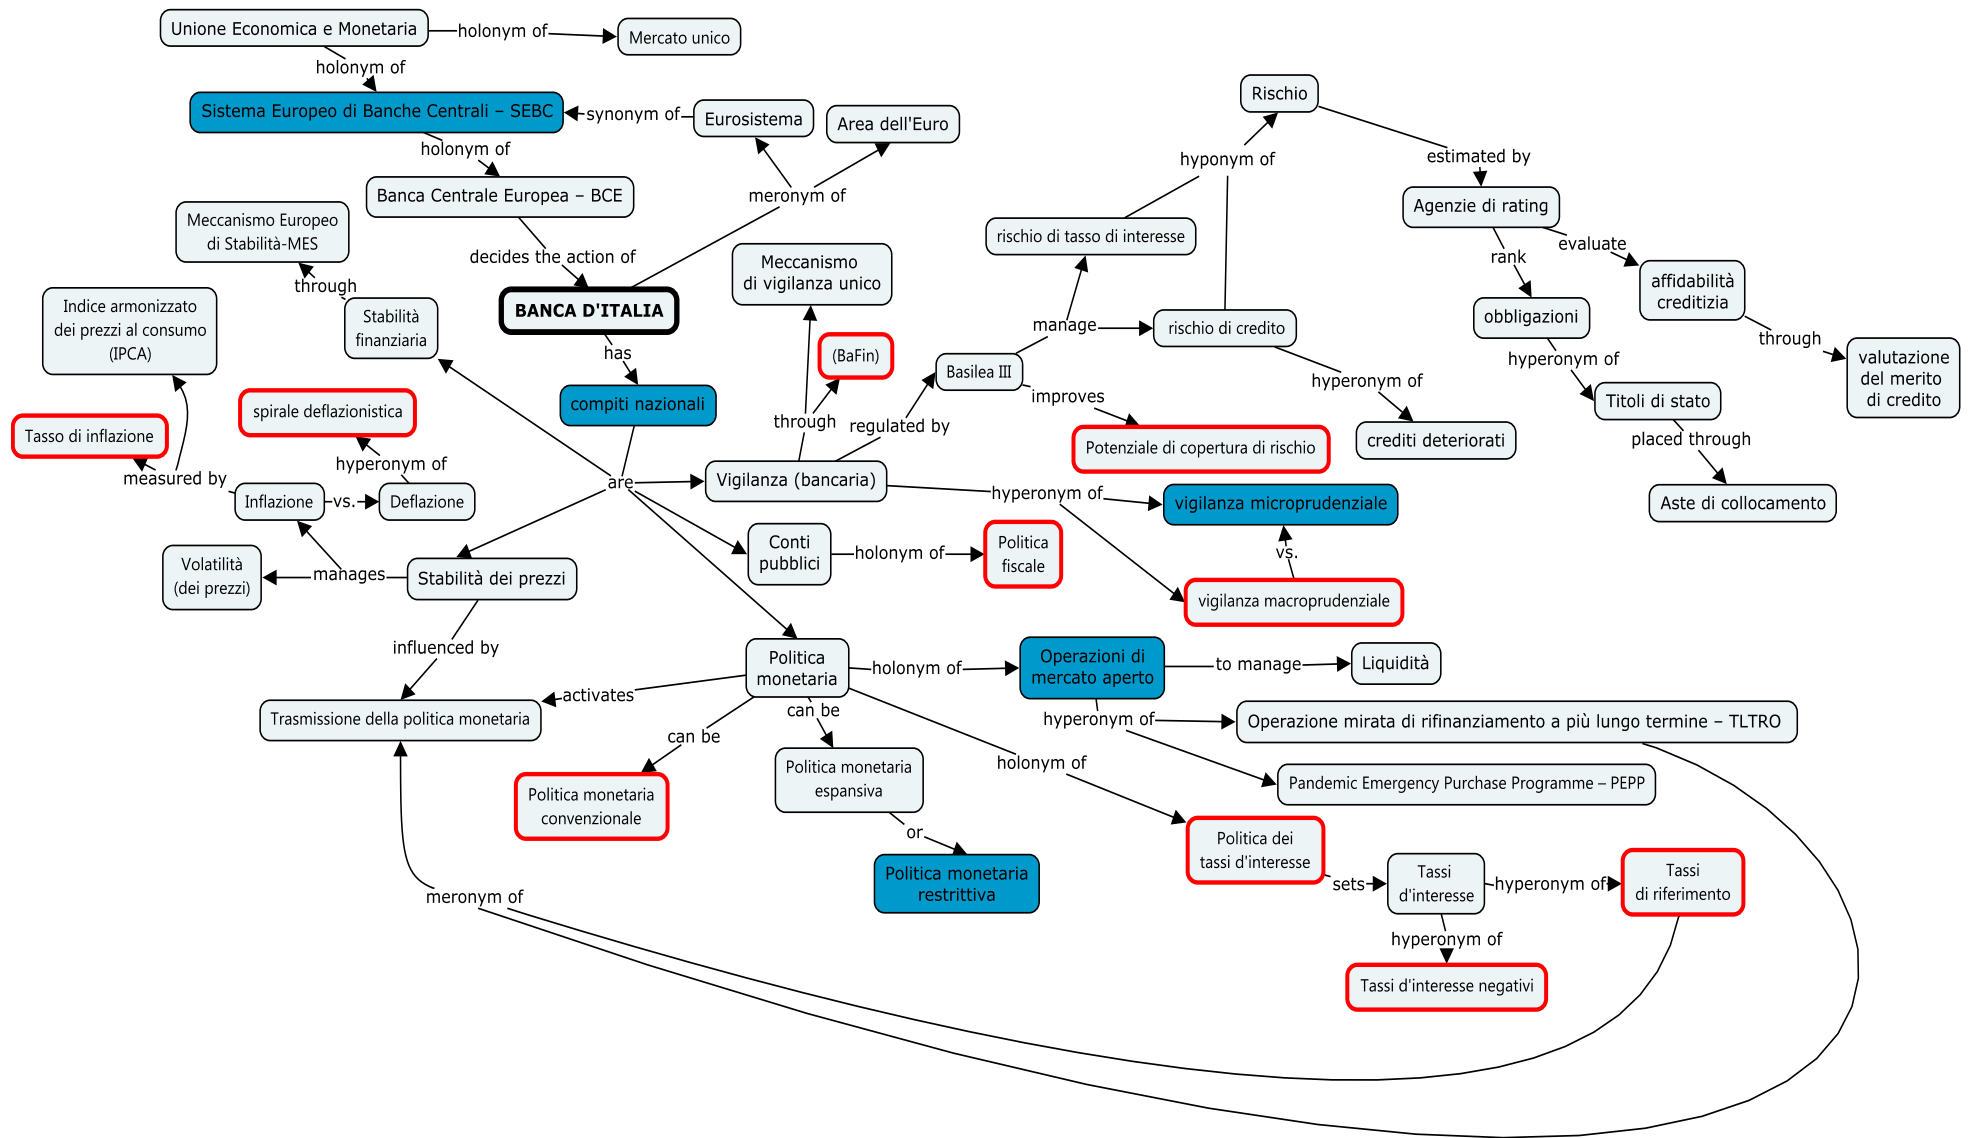 Unione Economica e Monetaria
holonym of
Mercato unico
holonym of
Sistema Europeo di Banche Centrali – SEBC
synonym of
Eurosistema
Area dell'Euro
holonym of
Banca Centrale Europea – BCE
meronym of
decides the action of
BANCA D'ITALIA
has
compiti nazionali
are
Meccanismo Europeo
di Stabilità-MES
through
Stabilità
finanziaria
Indice armonizzato
dei prezzi al consumo
(IPCA)
Tasso di inflazione
measured by
spirale deflazionistica
hyperonym of
Inflazione
vs.
Deflazione
Volatilità
(dei prezzi)
manages
Stabilità dei prezzi
influenced by
Trasmissione della politica monetaria
Meccanismo
di vigilanza unico
(BaFin)
through
regulated by
Vigilanza (bancaria)
Basilea III
manage
improves
Potenziale di copertura di rischio
rischio di tasso di interesse
rischio di credito
hyponym of
Rischio
estimated by
Agenzie di rating
rank
evaluate
affidabilità
creditizia
through
valutazione
del merito
di credito
obbligazioni
hyperonym of
Titoli di stato
placed through
Aste di collocamento
hyperonym of
crediti deteriorati
hyperonym of
vigilanza microprudenziale
vs.
vigilanza macroprudenziale
Conti
pubblici
holonym of
Politica
fiscale
Politica
monetaria
activates
can be
Politica monetaria
convenzionale
can be
Politica monetaria
espansiva
or
Politica monetaria
restrittiva
holonym of
Operazioni di
mercato aperto
to manage
Liquidità
hyperonym of
Operazione mirata di rifinanziamento a più lungo termine – TLTRO
Pandemic Emergency Purchase Programme – PEPP
holonym of
Politica dei
tassi d'interesse
sets
Tassi
d'interesse
hyperonym of
Tassi
di riferimento
hyperonym of
Tassi d'interesse negativi
meronym of